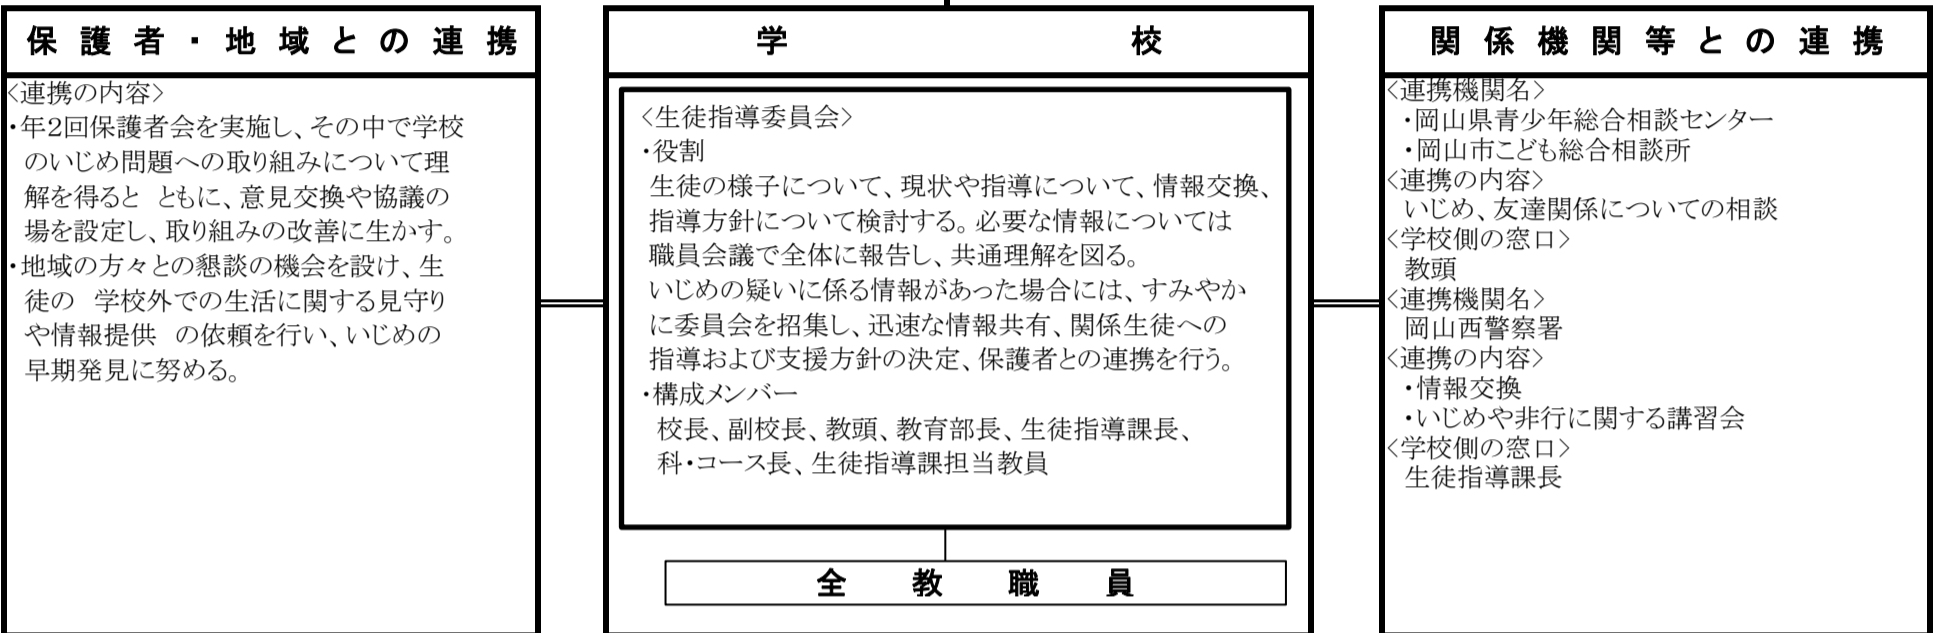 保護者・地域との連携
<連携の内容>
・年2回保護者会を実施し、その中で学校
のいじめ問題への取り組みについて理
解を得ると ともに、意見交換や協議の
場を設定し、取り組みの改善に生かす。
・地域の方々との懇談の機会を設け、生
徒の 学校外での生活に関する見守り
や情報提供 の依頼を行い、いじめの
早期発見に努める。
学校
<生徒指導委員会>
・役割
生徒の様子について、現状や指導について、情報交換、
指導方針について検討する。必要な情報については
職員会議で全体に報告し、共通理解を図る。
いじめの疑いに係る情報があった場合には、すみやか
に委員会を招集し、迅速な情報共有、関係生徒への
指導および支援方針の決定、保護者との連携を行う。
・構成メンバー
校長、副校長、教頭、教育部長、生徒指導課長、
科・コース長、生徒指導課担当教員
全教職員
関係機関等との連携
<連携機関名>
・岡山県青少年総合相談センター
・岡山市こども総合相談所
<連携の内容>
いじめ、友達関係についての相談
<学校側の窓口>
教頭
<連携機関名>
岡山西警察署
<連携の内容>
・情報交換
・いじめや非行に関する講習会
<学校側の窓口>
生徒指導課長